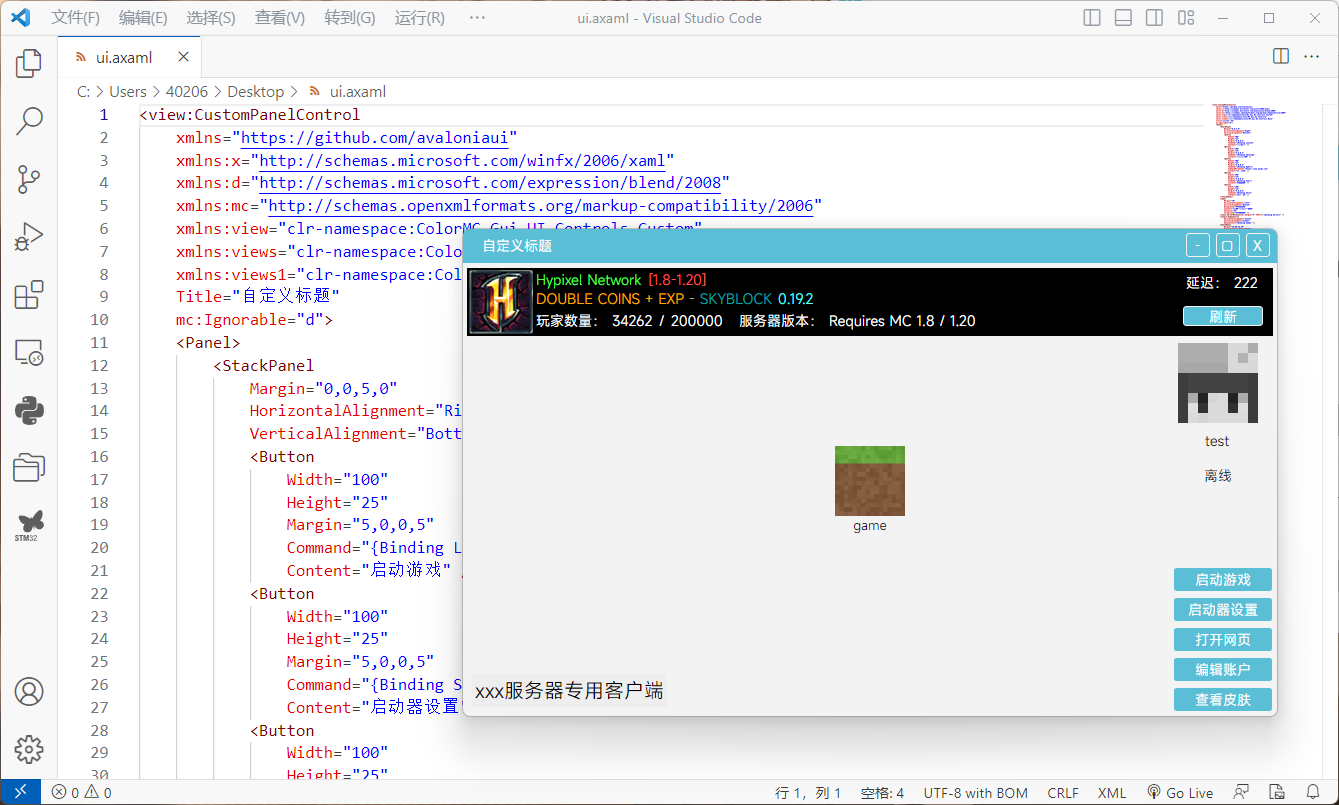 文件(F) 编辑(E) 选择(S) 查看(V) 转到(G) 运行(R) ··· ui.axaml - Visual Studio Code
ui.axaml
C: > Users > 40206 > Desktop > ui.axaml
1 <view:CustomPanelControl
2 xmlns="https://github.com/avaloniaui"
3 xmlns:x="http://schemas.microsoft.com/winfx/2006/xaml"
4 xmlns:d="http://schemas.microsoft.com/expression/blend/2008"
5 xmlns:mc="http://schemas.openxmlformats.org/markup-compatibility/2006"
6 xmlns:view="clr-namespace:ColorMC.Gui.UI.Controls.Custom"
7 xmlns:views="clr-namespace:Colo
8 xmlns:views1="clr-namespace:Col
9 Title="自定义标题"
10 mc:Ignorable="d">
11 <Panel>
12 <StackPanel
13 Margin="0,0,5,0"
14 HorizontalAlignment="Ri
15 VerticalAlignment="Bott
16 <Button
17 Width="100"
18 Height="25"
19 Margin="5,0,0,5"
20 Command="{Binding L
21 Content="启动游戏"
22 <Button
23 Width="100"
24 Height="25"
25 Margin="5,0,0,5"
26 Command="{Binding S
27 Content="启动器设置"
28 <Button
29 Width="100"
30 Height="25"
自定义标题
- X
H
Hypixel Network [1.8-1.20]
DOUBLE COINS + EXP - SKYBLOCK 0.19.2
玩家数量： 34262 / 200000 服务器版本： Requires MC 1.8 / 1.20
延迟： 222
刷新
test
离线
game
启动游戏
启动器设置
打开网页
编辑账户
查看皮肤
xxx服务器专用客户端
STM32
0 0 行 1，列 1 空格: 4 UTF-8 with BOM CRLF XML Go Live